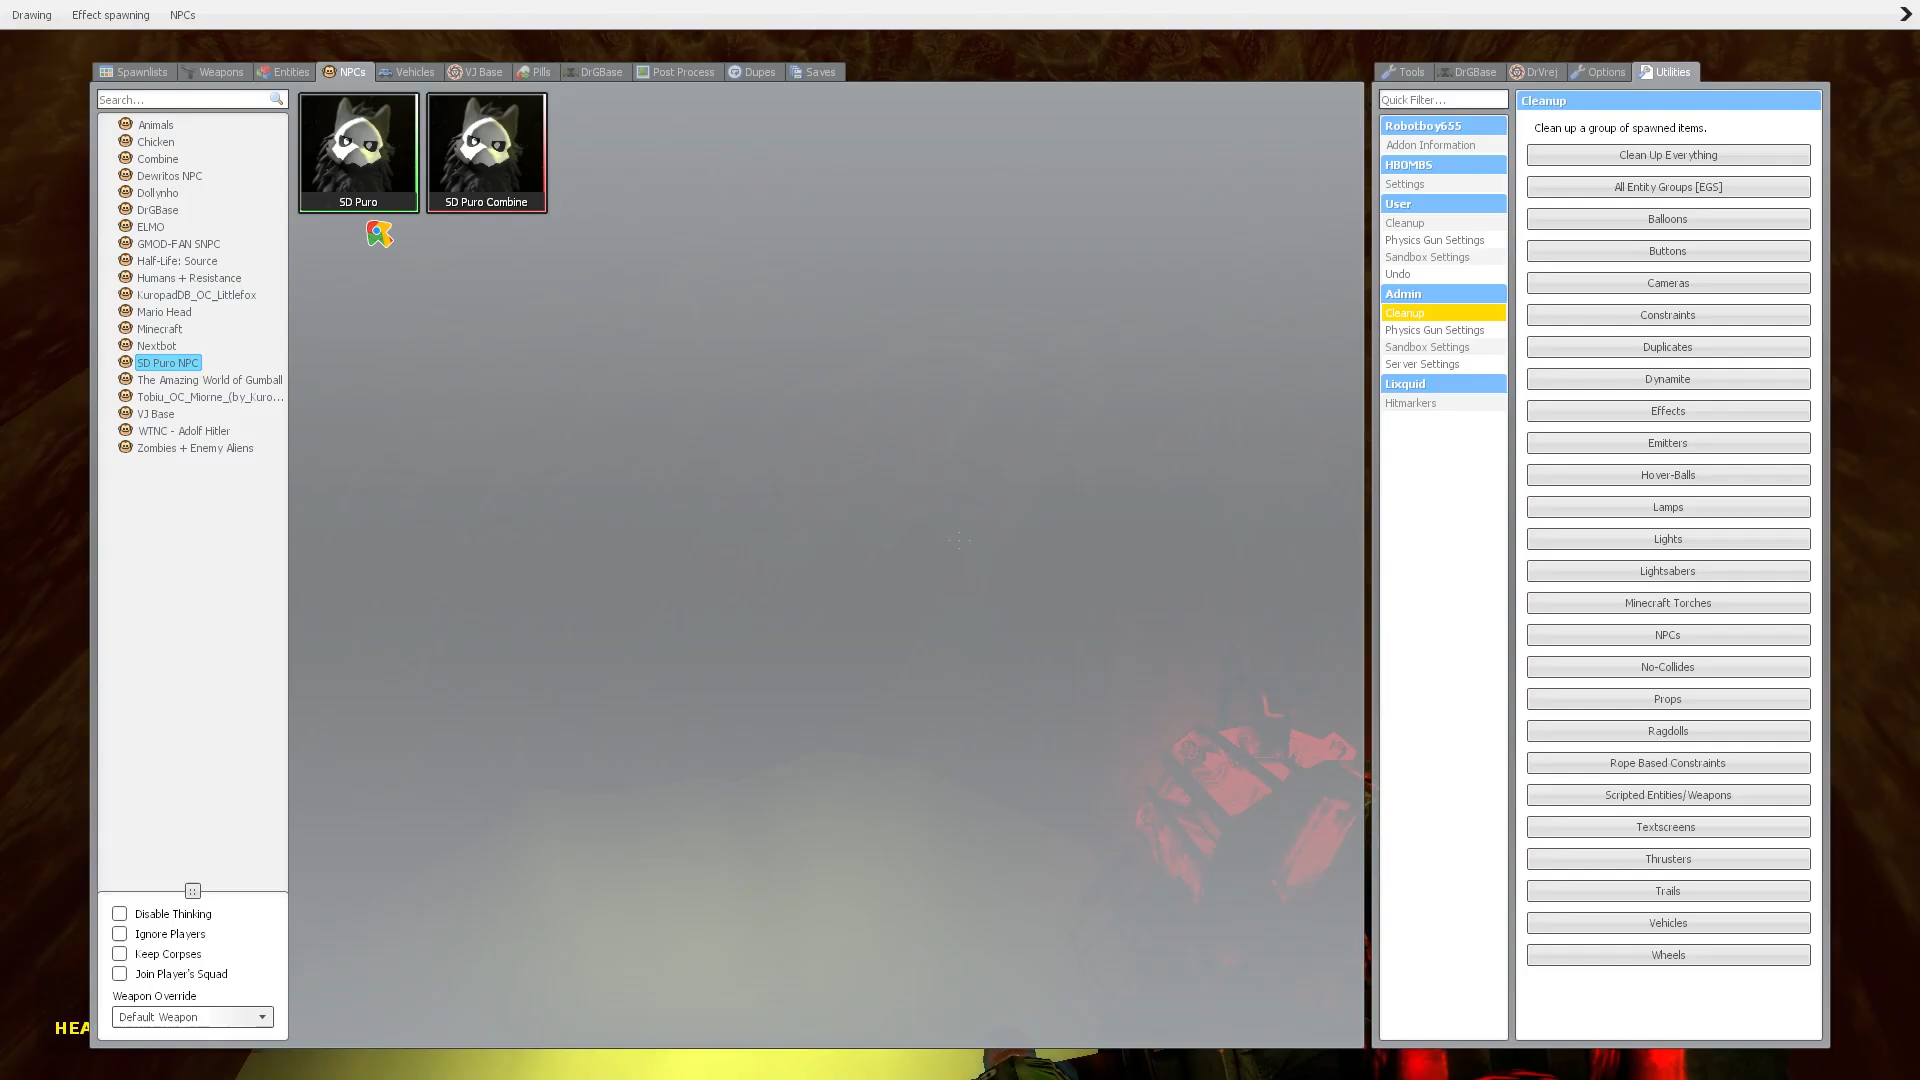 Drawing Effect spawning NPCs
Spawnlists Weapons Entities NPCs Vehicles VJ Base Pills DrGBase Post Process Dupes Saves
Search...
Animals
Chicken
Combine
Dewritos NPC
Dollynho
DrGBase
ELMO
GMOD-FAN SNPC
Half-Life: Source
Humans + Resistance
KuropadDB_OC_Littlefox
Mario Head
Minecraft
Nextbot
SD Puro NPC
The Amazing World of Gumball
Tobiu_OC_Miorne_(by_Kuro...
VJ Base
WTNC - Adolf Hitler
Zombies + Enemy Aliens
Disable Thinking
Ignore Players
Keep Corpses
Join Player's Squad
Weapon Override
Default Weapon
HEA
SD Puro
SD Puro Combine
Tools DrGBase DrVrej Options Utilities
Quick Filter...
Robotboy655
Addon Information
HBOMBS
Settings
User
Cleanup
Physics Gun Settings
Sandbox Settings
Undo
Admin
Cleanup
Physics Gun Settings
Sandbox Settings
Server Settings
Lixquid
Hitmarkers
Cleanup
Clean up a group of spawned items.
Clean Up Everything
All Entity Groups [EGS]
Balloons
Buttons
Cameras
Constraints
Duplicates
Dynamite
Effects
Emitters
Hover-Balls
Lamps
Lights
Lightsabers
Minecraft Torches
NPCs
No-Collides
Props
Ragdolls
Rope Based Constraints
Scripted Entities/Weapons
Textscreens
Thrusters
Trails
Vehicles
Wheels